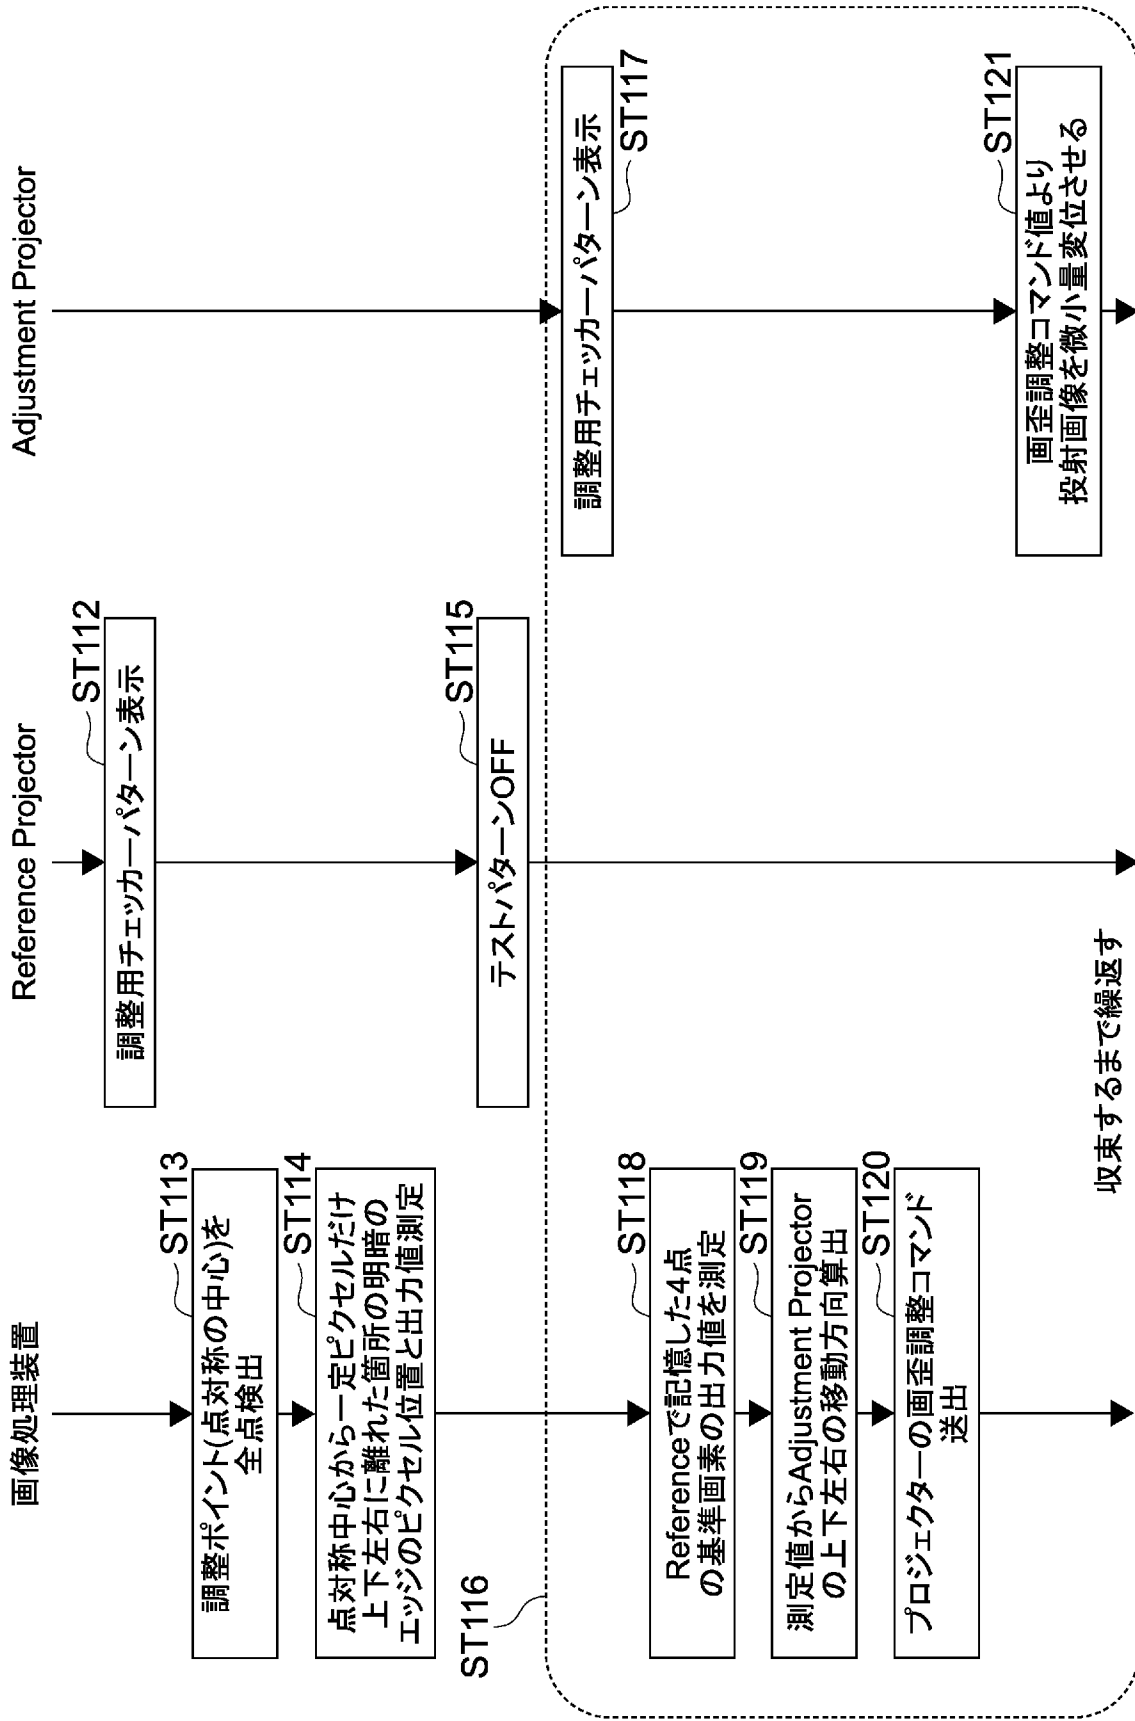 画像処理装置
Reference Projector
Adjustment Projector
ST112
調整用チェッカーパターン表示
ST113
調整ポイント(点対称の中心)を
全点検出
ST114
点対称中心から一定ピクセルだけ
上下左右に離れた箇所の明暗の
エッジのピクセル位置と出力値測定
ST115
テストパターンOFF
ST116
ST117
調整用チェッカーパターン表示
ST118
Referenceで記憶した4点
の基準画素の出力値を測定
ST119
測定値からAdjustment Projector
の上下左右の移動方向算出
ST120
プロジェクターの画歪調整コマンド
送出
ST121
画歪調整コマンド値より
投射画像を微小量変位させる
収束するまで繰返す